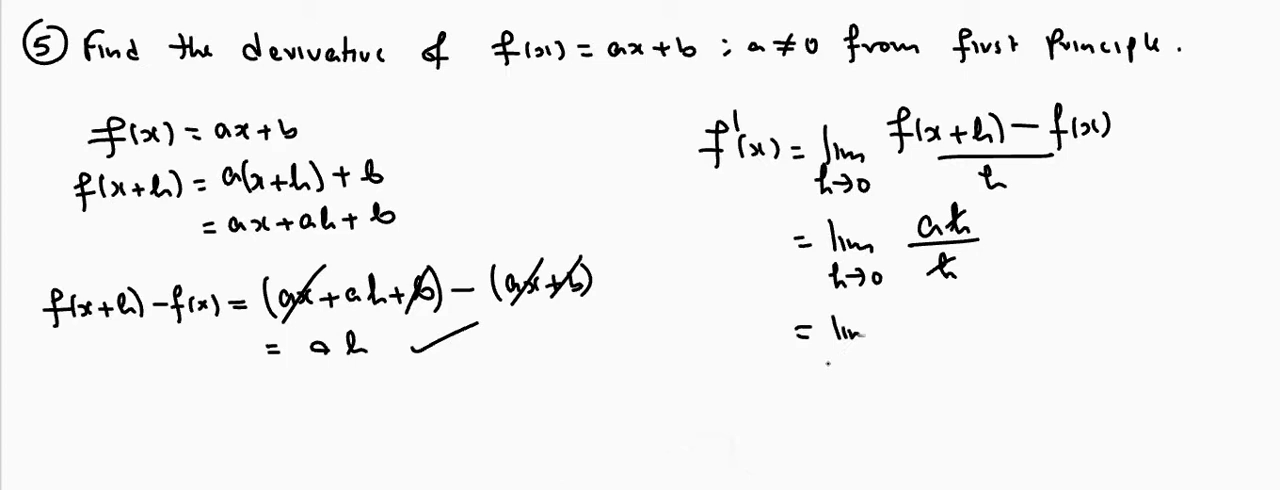 ⑤ Find the derivative of f(x) = ax + b ; a ≠ 0 from first principle .
f(x) = ax + b
f(x+h) = a(x+h) + b
= ax + ah + b
f(x+h) - f(x) = (ax + ah + b) - (ax + b)
= ah ✓
f'(x) = lim h→0 f(x+h) - f(x) / h
= lim h→0 ah / h
= lim